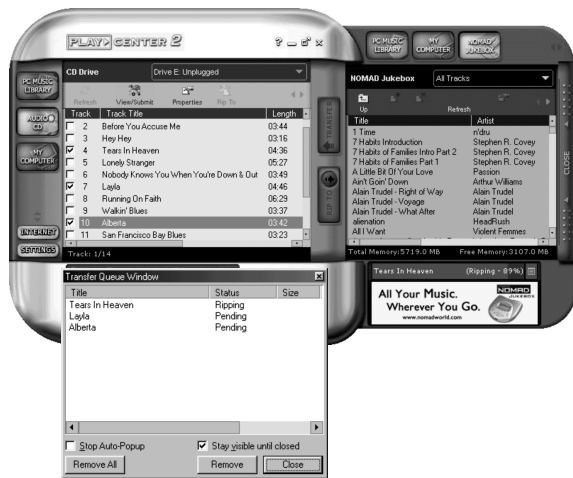 PLAY CENTER 2
PC MUSIC LIBRARY
AUDIO CD
MY COMPUTER
INTERNET
SETTINGS
CD Drive Drive E: Unplugged
Refresh View/Submit Properties Rip To
Track Track Title Length
2 Before You Accuse Me 03:44
3 Hey Hey 03:16
4 Tears In Heaven 04:36
5 Lonely Stranger 05:27
6 Nobody Knows You When You're Down & Out 03:49
7 Layla 04:46
8 Running On Faith 06:29
9 Walkin' Blues 03:37
10 Alberta 03:42
11 San Francisco Bay Blues 03:23
Track: 1/14
TRANSFER
RIP TO
PC MUSIC LIBRARY
MY COMPUTER
NOMAD JUKEBOX
NOMAD Jukebox All Tracks
Up Refresh
Title Artist
1 Time n'dru
7 Habits Introduction Stephen R. Covey
7 Habits of Families Intro Part 2 Stephen R. Covey
7 Habits of Families Part 1 Stephen R. Covey
A Little Bit Of Your Love Passion
Ain't Goin' Down Arthur Williams
Alain Trudel - Right of Way Alain Trudel
Alain Trudel - Voyage Alain Trudel
Alain Trudel - What After Alain Trudel
alienation HeadRush
All I Want Violent Femmes
Total Memory:5719.0 MB Free Memory:3107.0 MB
CLOSE
Tears In Heaven (Ripping - 89%)
All Your Music.
Wherever You Go.
www.nomadworld.com
NOMAD
JUKEBOX
Transfer Queue Window
Title Status Size
Tears In Heaven Ripping
Layla Pending
Alberta Pending
Stop Auto-Popup Stay visible until closed
Remove All Remove Close